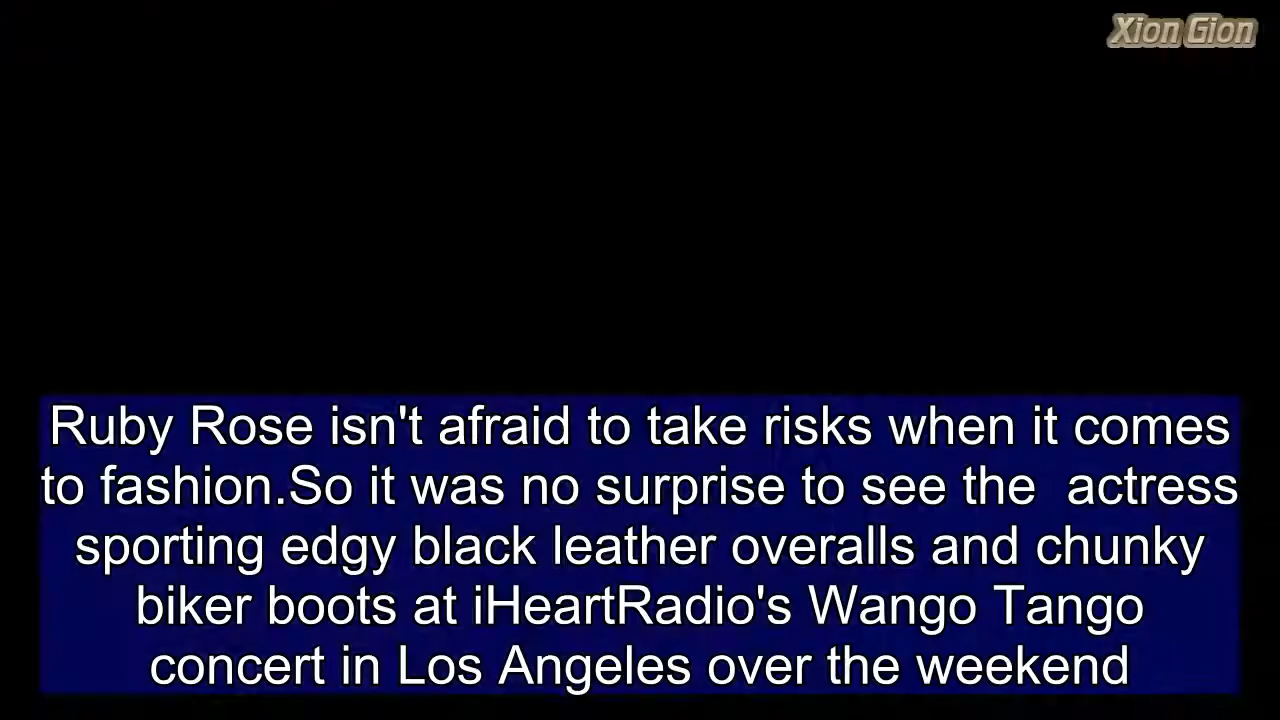 Xion Gion
Ruby Rose isn't afraid to take risks when it comes
to fashion.So it was no surprise to see the  actress
sporting edgy black leather overalls and chunky
biker boots at iHeartRadio's Wango Tango
concert in Los Angeles over the weekend